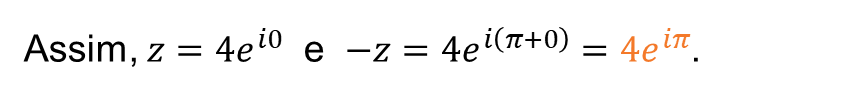 Assim, z = 4e^{i0} e −z = 4e^{i(π+0)} = 4e^{iπ}.